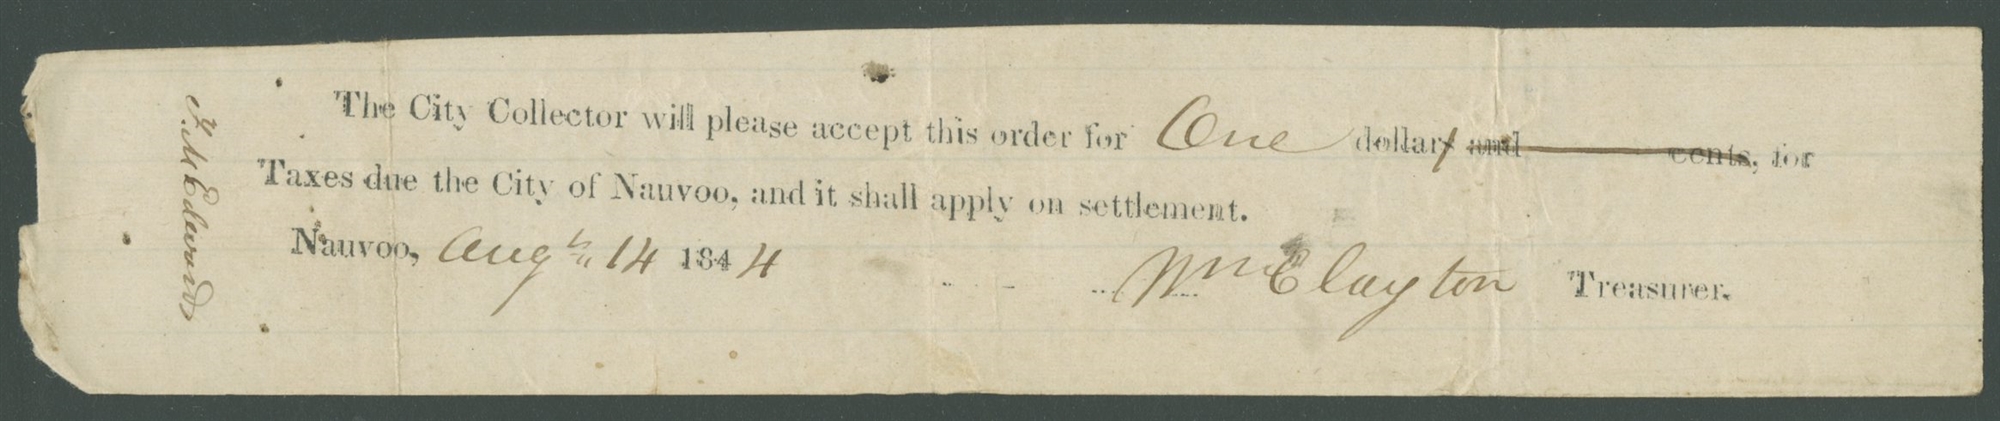 The City Collector will please accept this order for One dollar and cents, for
Taxes due the City of Nauvoo, and it shall apply on settlement.
Nauvoo, Augt 14 1844 Wm Clayton Treasurer.